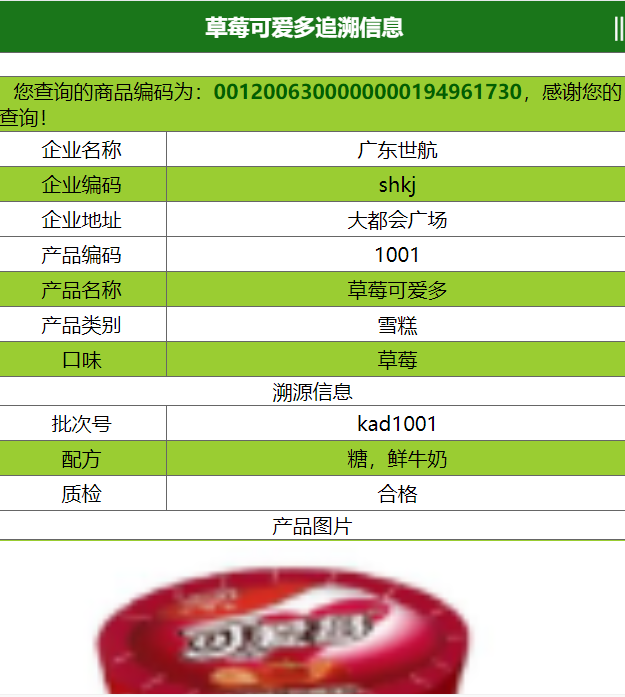 草莓可爱多追溯信息
您查询的商品编码为：0012006300000000194961730，感谢您的
查询！
企业名称 广东世航
企业编码 shkj
企业地址 大都会广场
产品编码 1001
产品名称 草莓可爱多
产品类别 雪糕
口味 草莓
溯源信息
批次号 kad1001
配方 糖，鲜牛奶
质检 合格
产品图片
可爱多